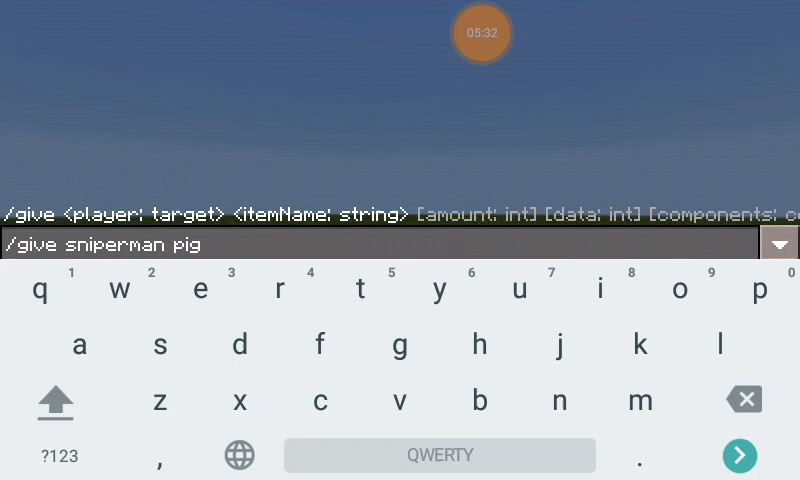 05:32
/give <player: target> <itemName: string> [amount: int] [data: int] [components: c
/give sniperman pig
1 2 3 4 5 6 7 8 9 0
q w e r t y u i o p
a s d f g h j k l
z x c v b n m
?123 , QWERTY .